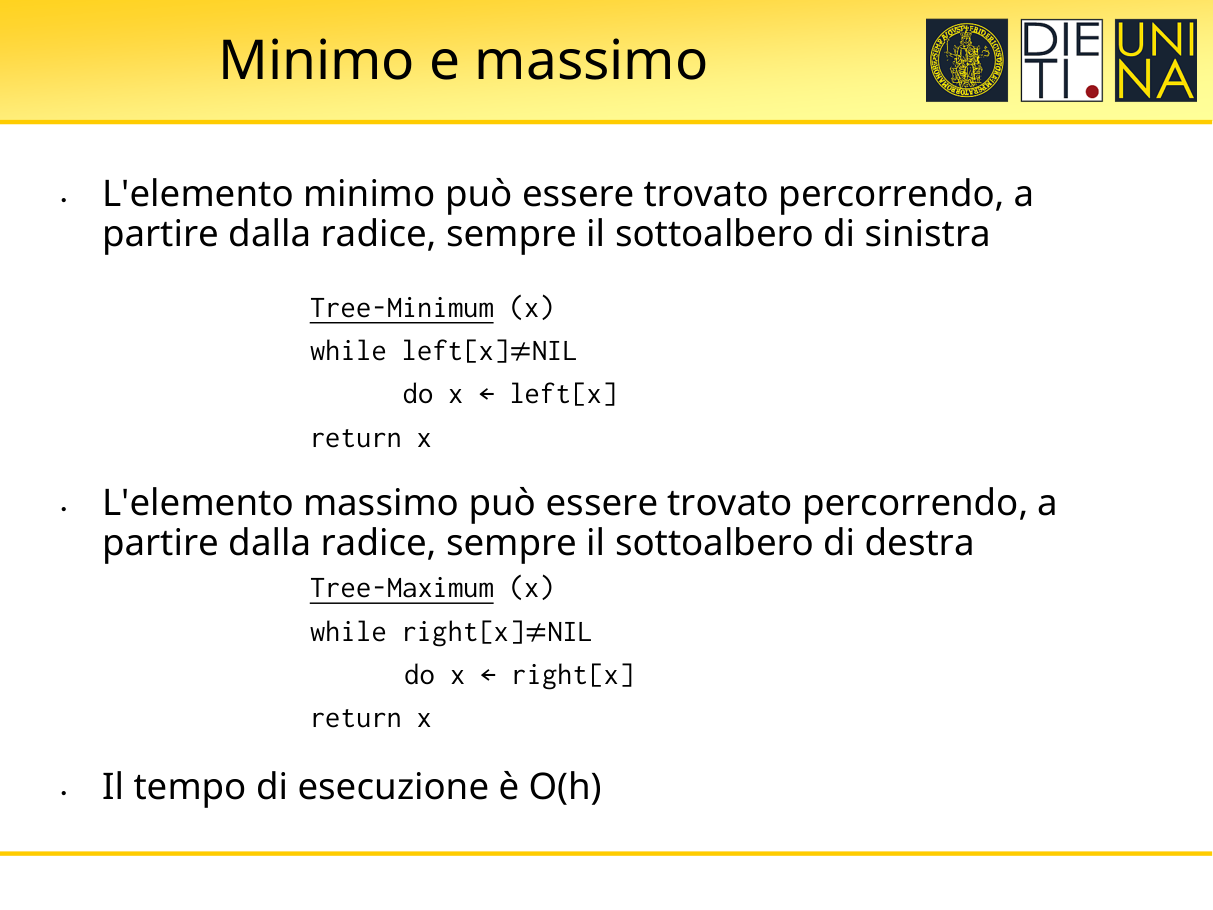 Minimo e massimo
DIE
TI.
UNI
NA
• L'elemento minimo può essere trovato percorrendo, a
partire dalla radice, sempre il sottoalbero di sinistra
Tree-Minimum (x)
while left[x]≠NIL
do x ← left[x]
return x
• L'elemento massimo può essere trovato percorrendo, a
partire dalla radice, sempre il sottoalbero di destra
Tree-Maximum (x)
while right[x]≠NIL
do x ← right[x]
return x
• Il tempo di esecuzione è O(h)